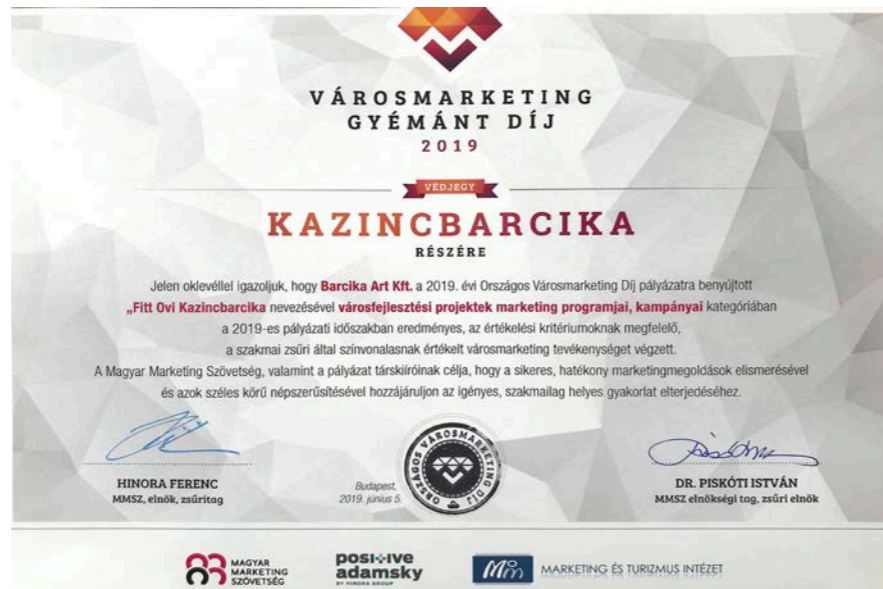 VÁROSMARKETING
GYÉMÁNT DÍJ
2019
VÉDJEGY
KAZINCBARCIKA
RÉSZÉRE
Jelen oklevéllel igazoljuk, hogy Barcika Art Kft. a 2019. évi Országos Városmarketing Díj pályázatra benyújtott
„Fitt Ovi Kazincbarcika nevezésével városfejlesztési projektek marketing programjai, kampányai kategóriában
a 2019-es pályázati időszakban eredményes, az értékelési kritériumoknak megfelelő,
a szakmai zsűri által színvonalasnak értékelt városmarketing tevékenységet végzett.
A Magyar Marketing Szövetség, valamint a pályázat társkiíróinak célja, hogy a sikeres, hatékony marketingmegoldások elismerésével
és azok széles körű népszerűsítésével hozzájáruljon az igényes, szakmailag helyes gyakorlat elterjedéséhez.
HINORA FERENC
MMSZ, elnök, zsűritag
Budapest,
2019. június 5.
ORSZÁGOS VÁROSMARKETING DÍJ
DR. PISKÓTI ISTVÁN
MMSZ elnökségi tag, zsűri elnök
MAGYAR
MARKETING
SZÖVETSÉG
positive
adamsky
BY HINORA GROUP
MARKETING ÉS TURIZMUS INTÉZET